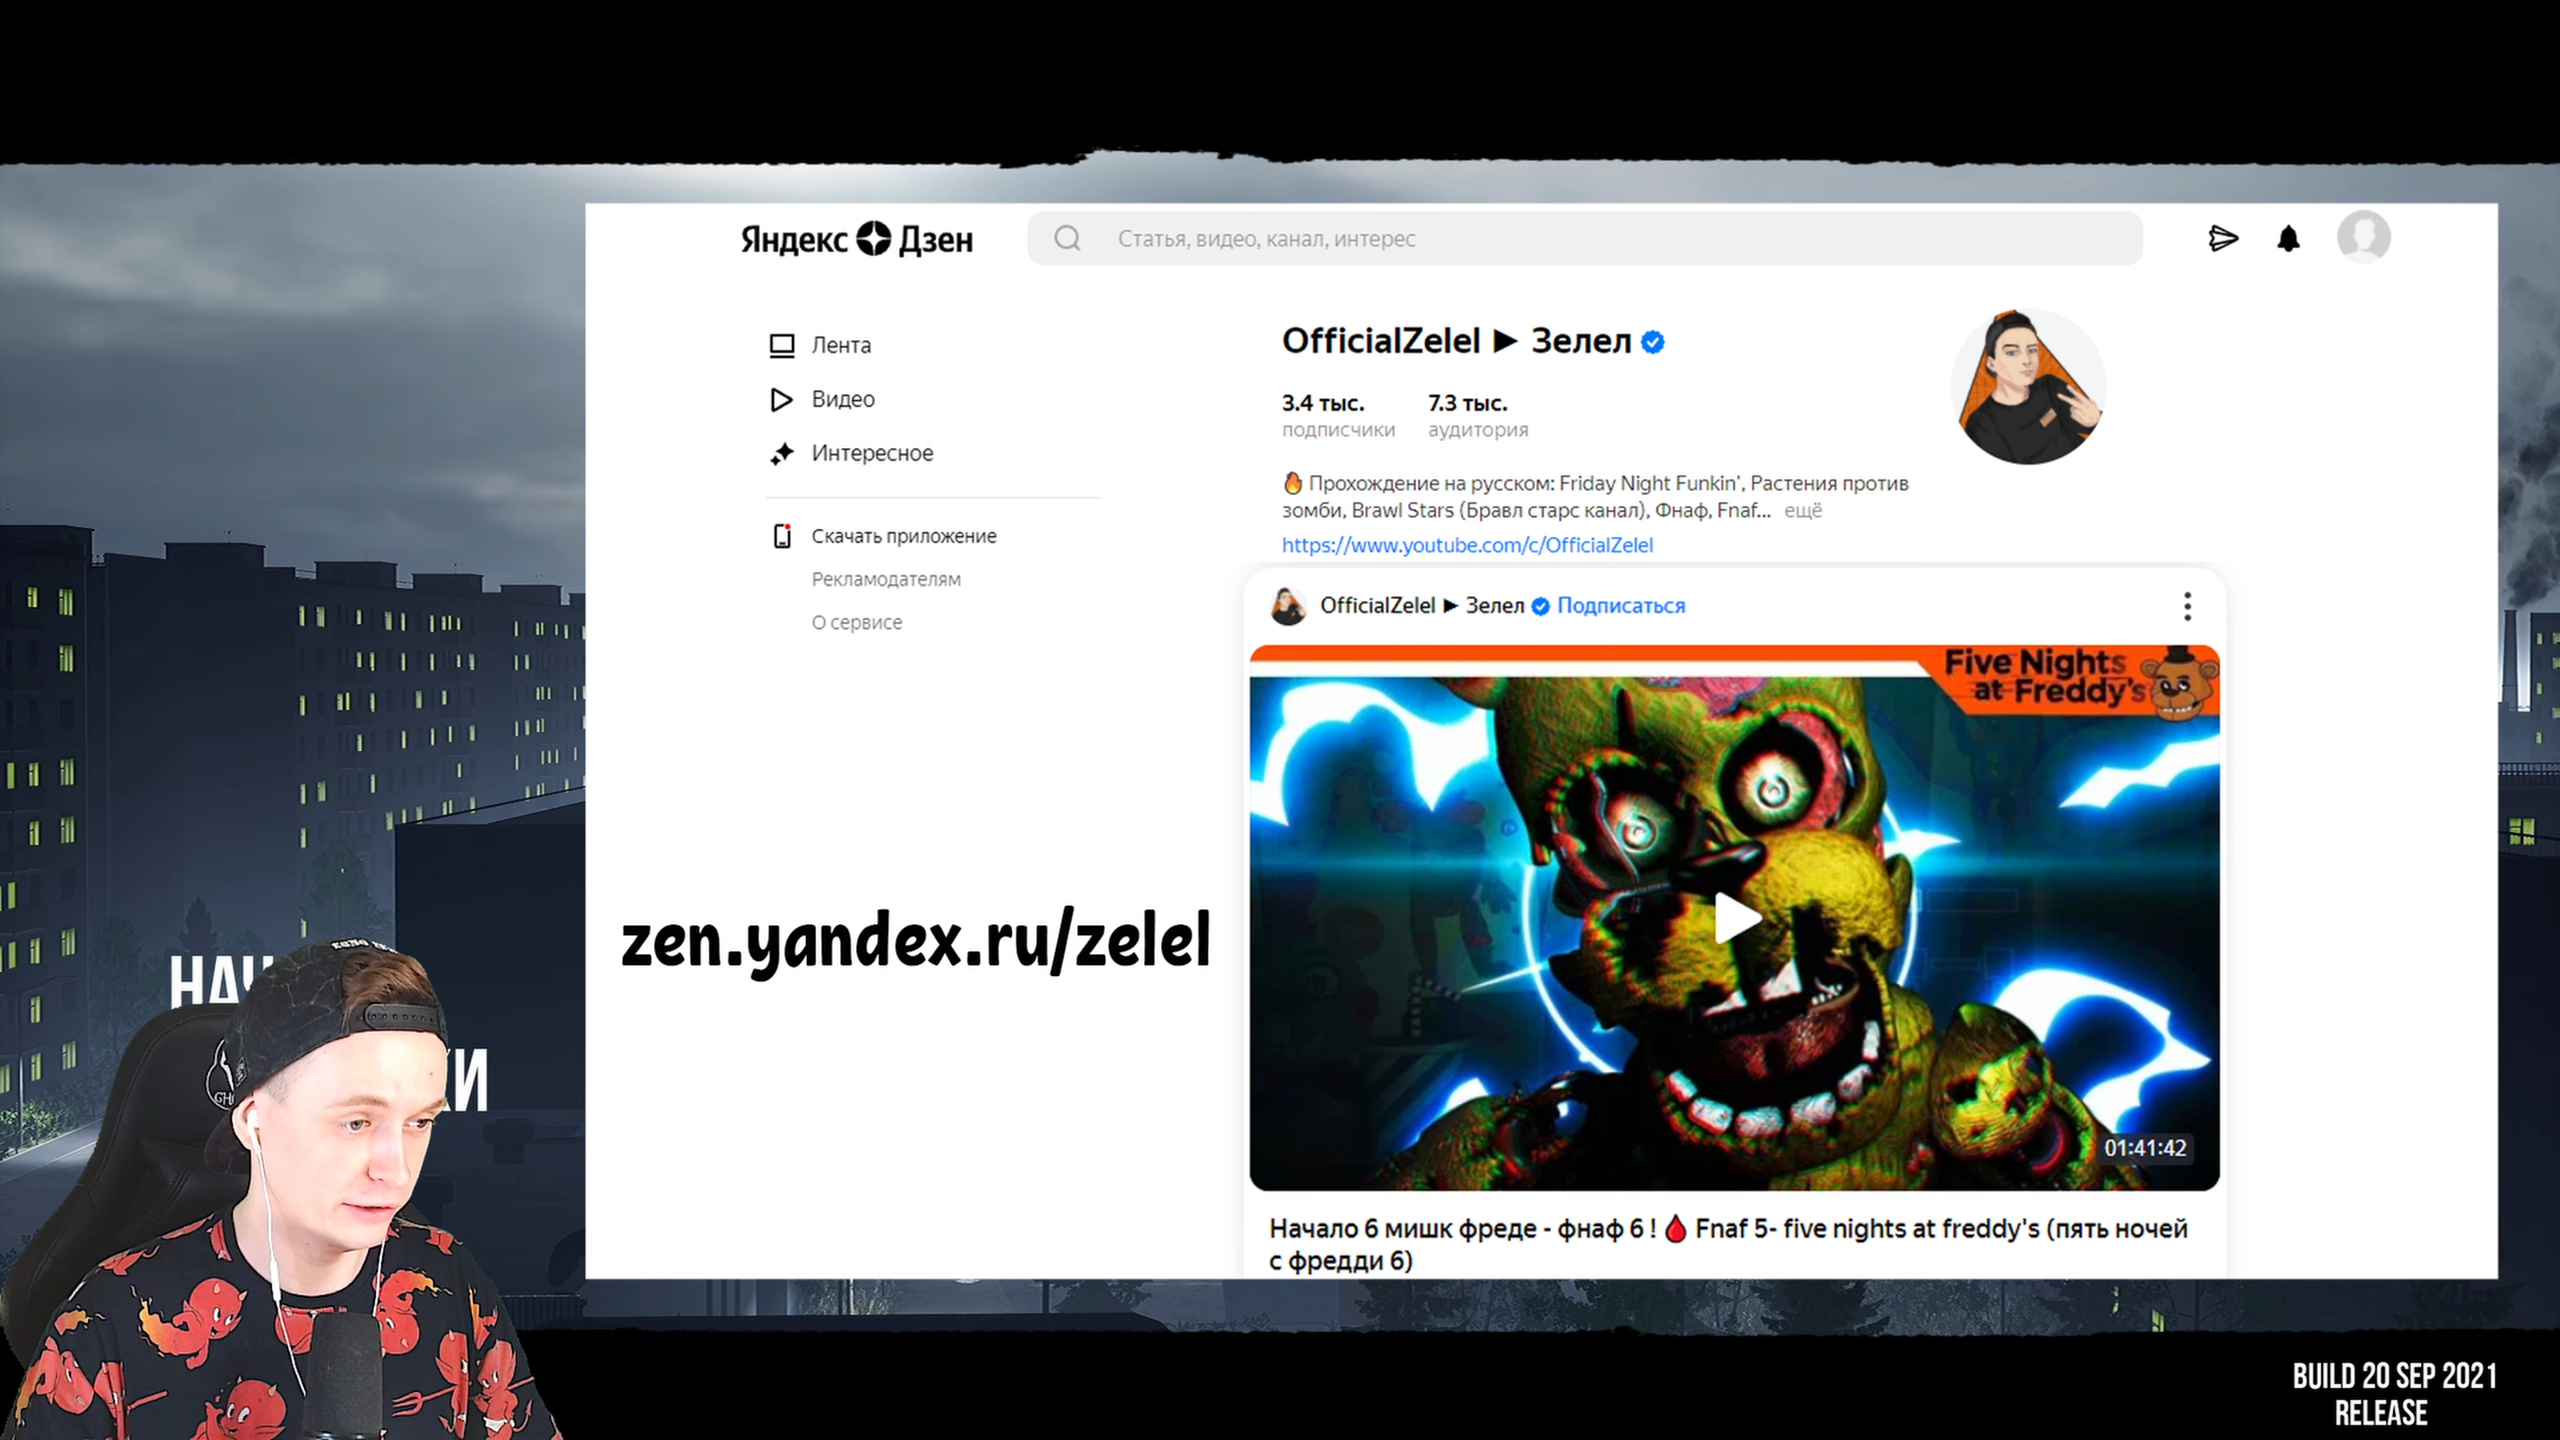 Яндекс Дзен
Статья, видео, канал, интерес
Лента
Видео
Интересное
Скачать приложение
Рекламодателям
О сервисе
OfficialZelel ► Зелел
3.4 тыс.
подписчики
7.3 тыс.
аудитория
🔥 Прохождение на русском: Friday Night Funkin', Растения против
зомби, Brawl Stars (Бравл старс канал), Фнаф, Fnaf... ещё
https://www.youtube.com/c/OfficialZelel
OfficialZelel ► Зелел Подписаться
Five Nights
at Freddy's
01:41:42
Начало 6 мишк фреде - фнаф 6 ! 🩸 Fnaf 5- five nights at freddy's (пять ночей
с фредди 6)
zen.yandex.ru/zelel
BUILD 20 SEP 2021
RELEASE